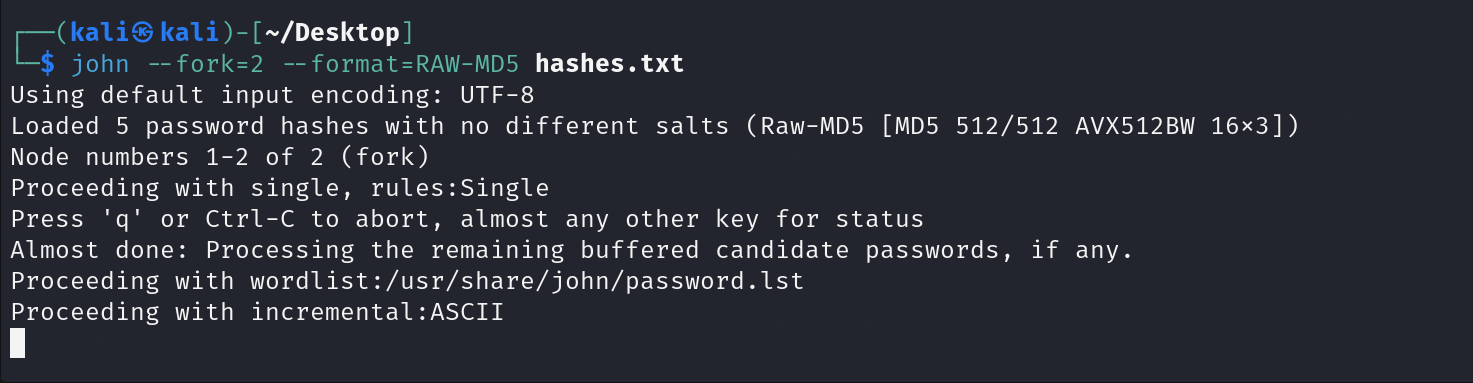 ┌──(kali㉿kali)-[~/Desktop]
└─$ john --fork=2 --format=RAW-MD5 hashes.txt
Using default input encoding: UTF-8
Loaded 5 password hashes with no different salts (Raw-MD5 [MD5 512/512 AVX512BW 16×3])
Node numbers 1-2 of 2 (fork)
Proceeding with single, rules:Single
Press 'q' or Ctrl-C to abort, almost any other key for status
Almost done: Processing the remaining buffered candidate passwords, if any.
Proceeding with wordlist:/usr/share/john/password.lst
Proceeding with incremental:ASCII